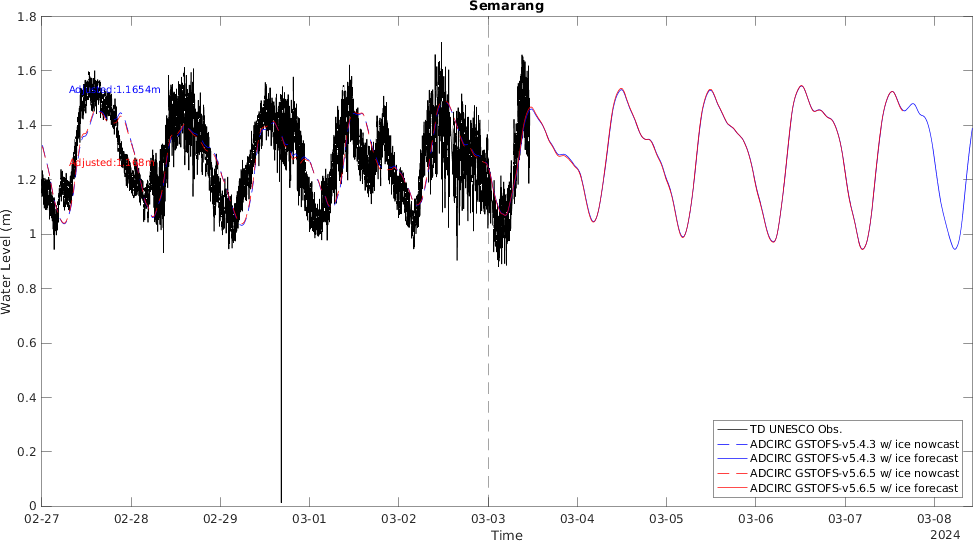 Semarang
Water Level (m)
1.8
1.6
1.4
1.2
1
0.8
0.6
0.4
0.2
0
Adjusted:1.1654m
TD UNESCO Obs.
ADCIRC GSTOFS-v5.4.3 w/ ice nowcast
ADCIRC GSTOFS-v5.4.3 w/ ice forecast
ADCIRC GSTOFS-v5.6.5 w/ ice nowcast
ADCIRC GSTOFS-v5.6.5 w/ ice forecast
02-27 02-28 02-29 03-01 03-02 03-03 03-04 03-05 03-06 03-07 03-08
Time
2024